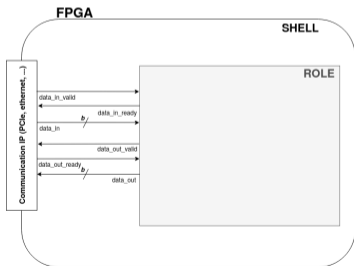 FPGA
SHELL
ROLE
Communication IP (PCIe, ethernet, ...)
data_in_valid
data_in_ready
b
data_in
data_out_valid
data_out_ready
b
data_out